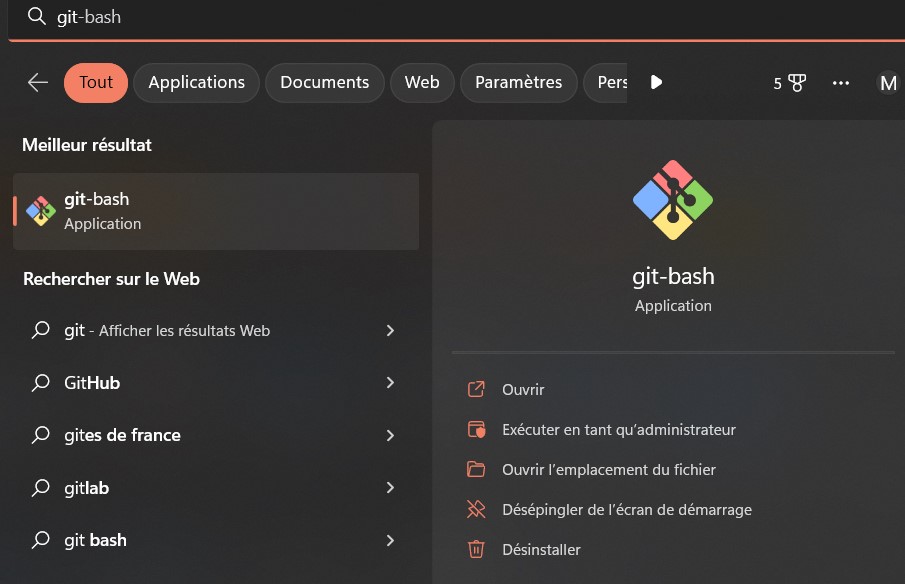 git-bash
Tout Applications Documents Web Paramètres Pers 5 M
Meilleur résultat
git-bash
Application
Rechercher sur le Web
git - Afficher les résultats Web
GitHub
gites de france
gitlab
git bash
git-bash
Application
Ouvrir
Exécuter en tant qu’administrateur
Ouvrir l’emplacement du fichier
Désépingler de l’écran de démarrage
Désinstaller